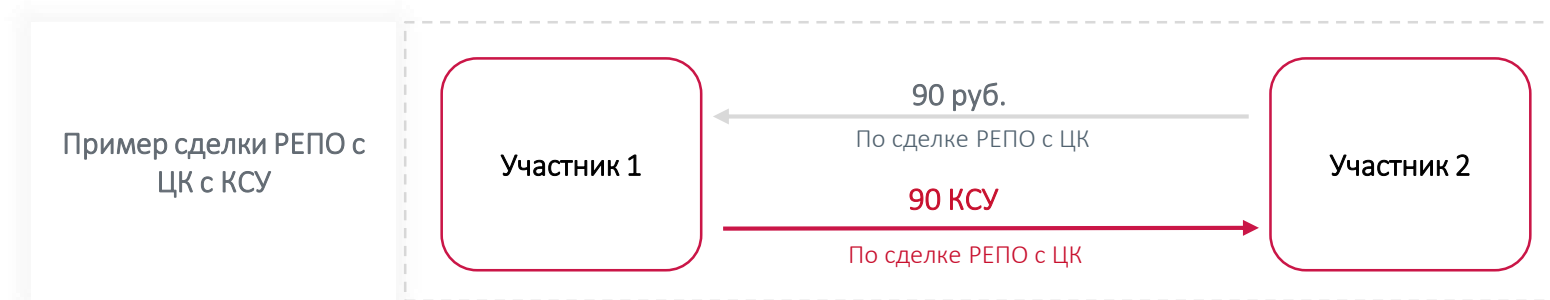 Пример сделки РЕПО с
ЦК с КСУ
Участник 1
90 руб.
По сделке РЕПО с ЦК
90 КСУ
По сделке РЕПО с ЦК
Участник 2